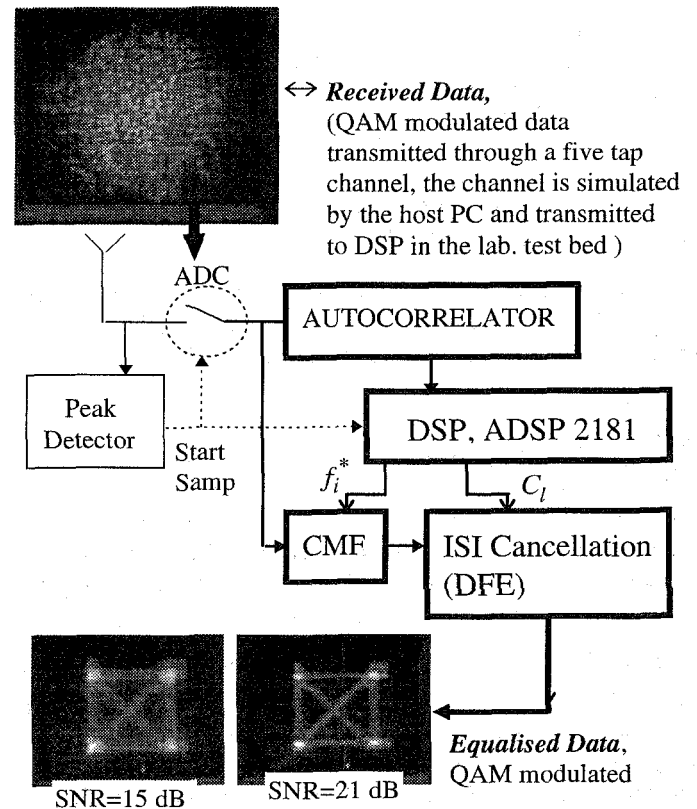 Received Data,
(QAM modulated data
transmitted through a five tap
channel, the channel is simulated
by the host PC and transmitted
to DSP in the lab. test bed )
ADC
AUTOCORRELATOR
Peak
Detector
Start
Samp
DSP, ADSP 2181
f_i^*
C_l
CMF
ISI Cancellation
(DFE)
Equalised Data,
QAM modulated
SNR=15 dB
SNR=21 dB